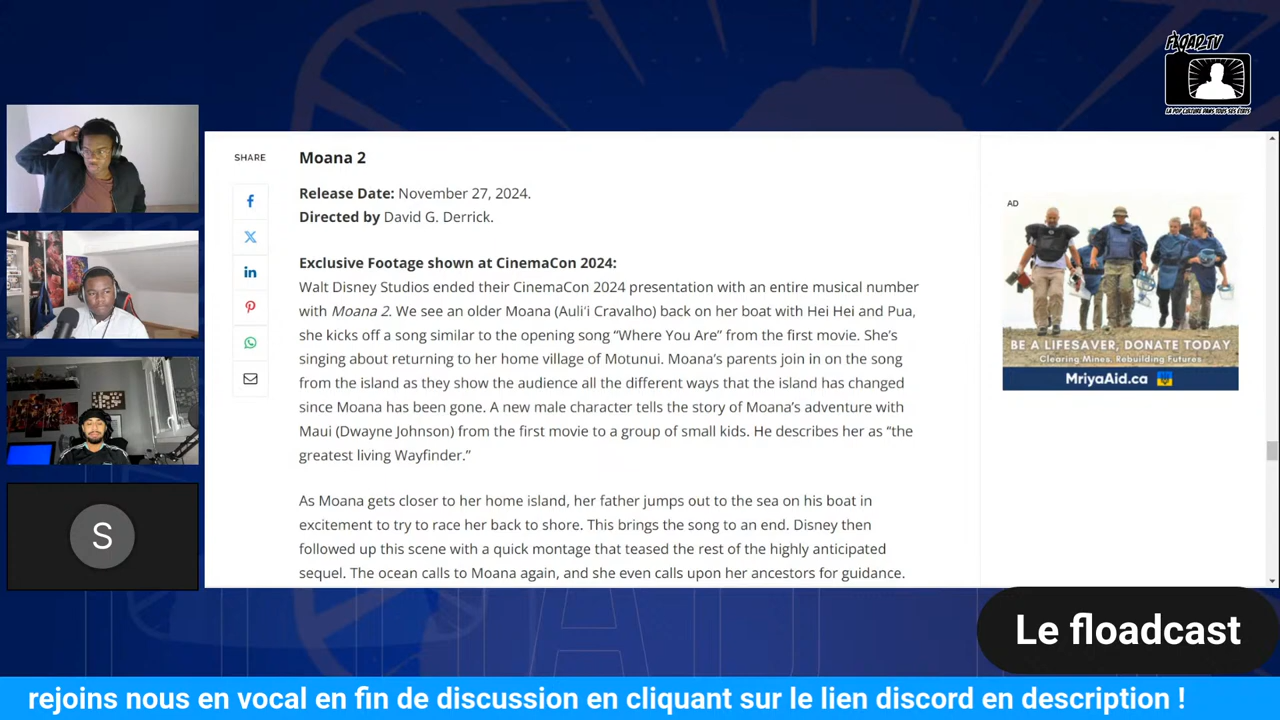 FLOAD.TV
LA POP CULTURE DANS TOUS SES ÉTATS
SHARE
Moana 2
Release Date: November 27, 2024.
Directed by David G. Derrick.
Exclusive Footage shown at CinemaCon 2024:
Walt Disney Studios ended their CinemaCon 2024 presentation with an entire musical number
with Moana 2. We see an older Moana (Auli'i Cravalho) back on her boat with Hei Hei and Pua,
she kicks off a song similar to the opening song “Where You Are” from the first movie. She's
singing about returning to her home village of Motunui. Moana's parents join in on the song
from the island as they show the audience all the different ways that the island has changed
since Moana has been gone. A new male character tells the story of Moana's adventure with
Maui (Dwayne Johnson) from the first movie to a group of small kids. He describes her as “the
greatest living Wayfinder.”
As Moana gets closer to her home island, her father jumps out to the sea on his boat in
excitement to try to race her back to shore. This brings the song to an end. Disney then
followed up this scene with a quick montage that teased the rest of the highly anticipated
sequel. The ocean calls to Moana again, and she even calls upon her ancestors for guidance.
AD
BE A LIFESAVER, DONATE TODAY
Clearing Mines. Rebuilding Futures
MriyaAid.ca
S
Le floadcast
rejoins nous en vocal en fin de discussion en cliquant sur le lien discord en description !